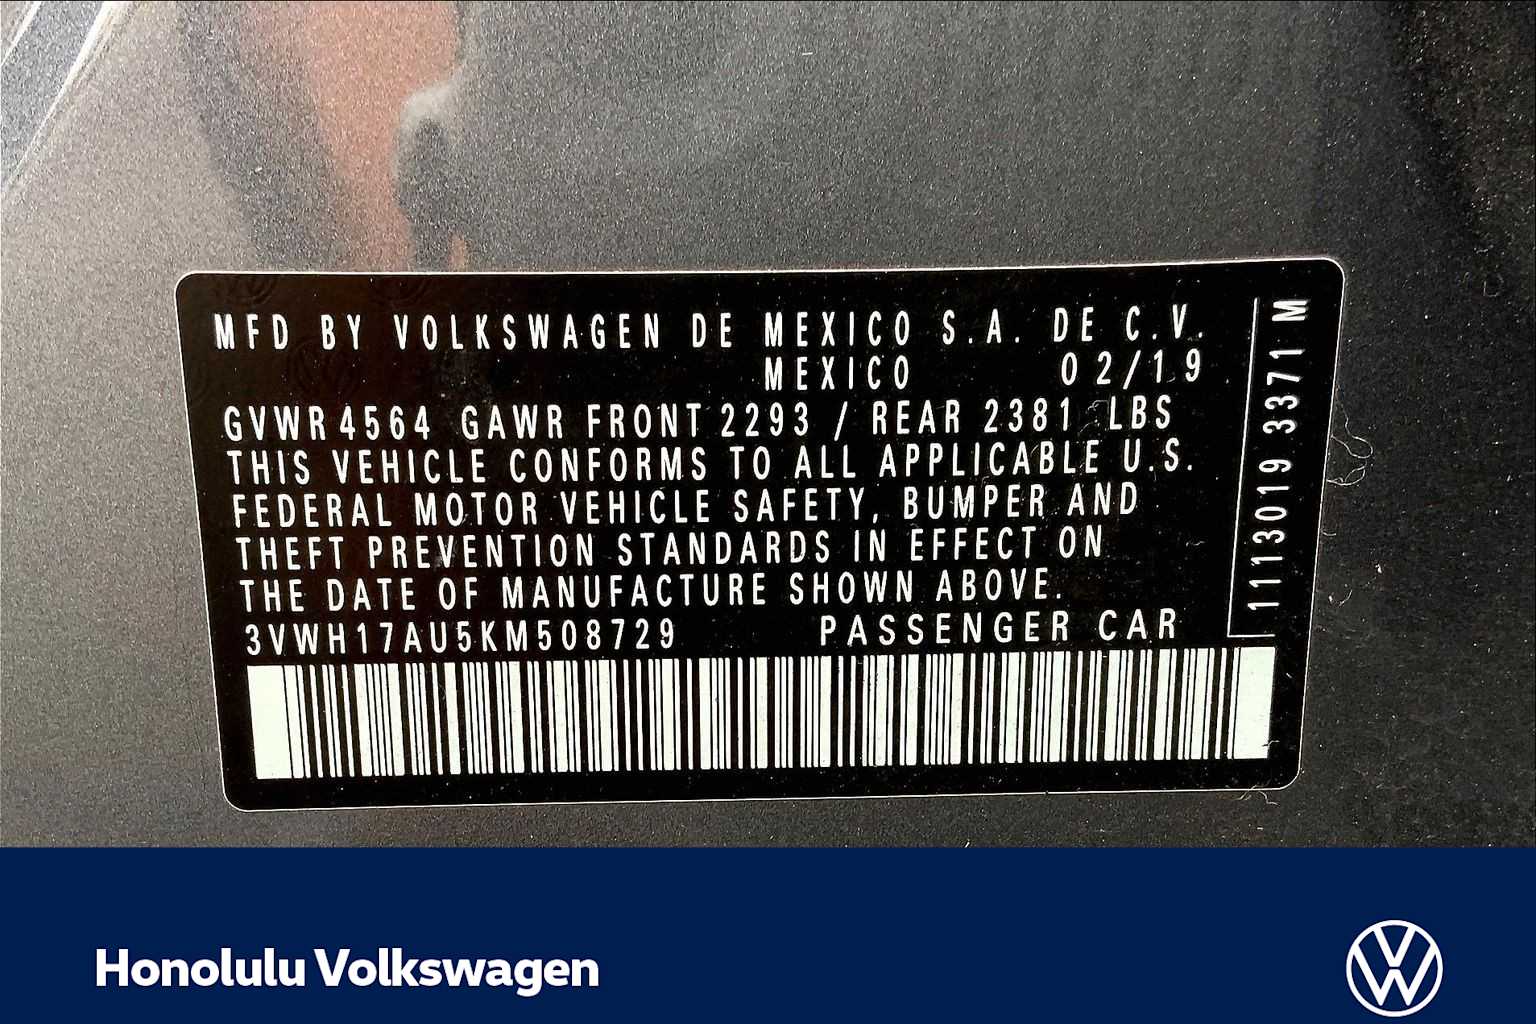 MFD BY VOLKSWAGEN DE MEXICO S.A. DE C.V.
MEXICO 02/19
GVWR 4564 GAWR FRONT 2293 / REAR 2381 LBS
THIS VEHICLE CONFORMS TO ALL APPLICABLE U.S.
FEDERAL MOTOR VEHICLE SAFETY, BUMPER AND
THEFT PREVENTION STANDARDS IN EFFECT ON
THE DATE OF MANUFACTURE SHOWN ABOVE.
3VWH17AU5KM508729 PASSENGER CAR
1113019 3371 M
Honolulu Volkswagen